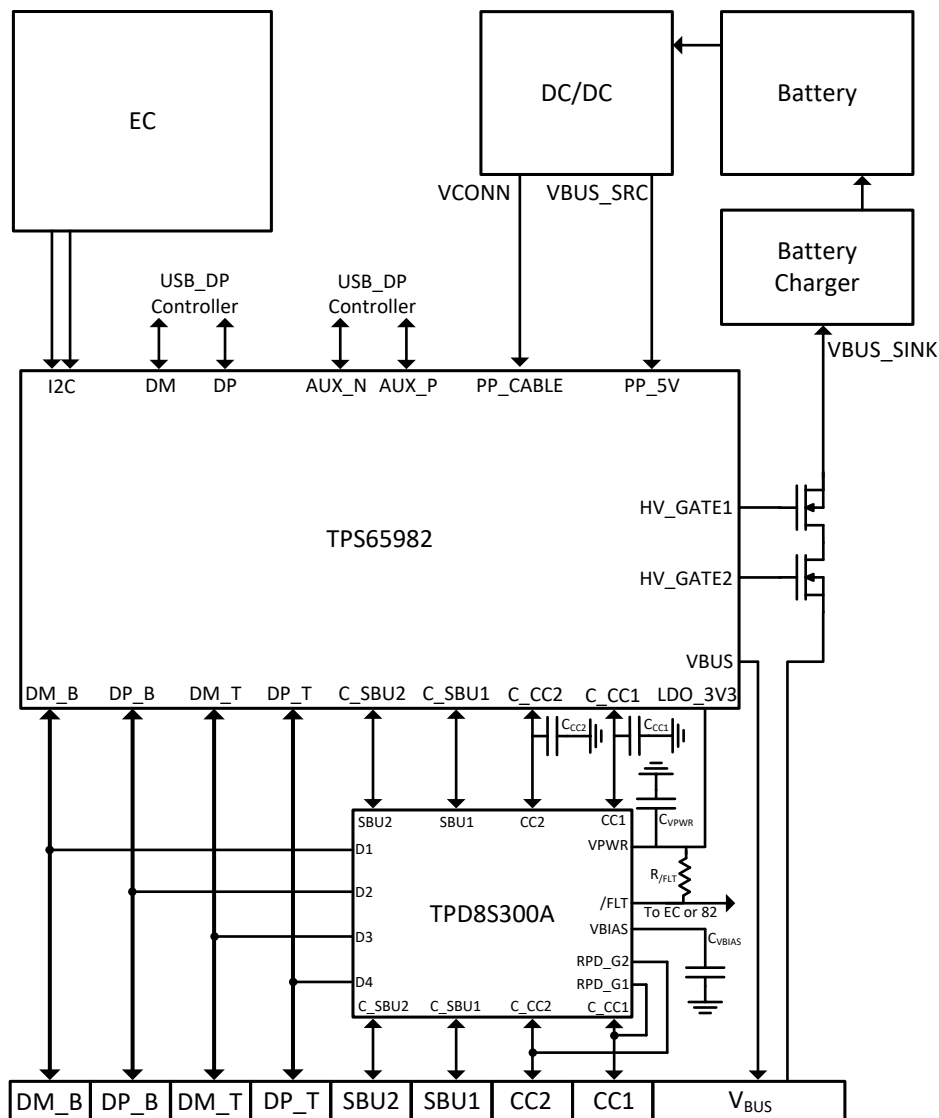 EC
DC/DC
Battery
VCONN
VBUS_SRC
Battery
Charger
USB_DP
Controller
USB_DP
Controller
VBUS_SINK
I2C
DM
DP
AUX_N
AUX_P
PP_CABLE
PP_5V
HV_GATE1
TPS65982
HV_GATE2
VBUS
DM_B
DP_B
DM_T
DP_T
C_SBU2
C_SBU1
C_CC2
C_CC1
LDO_3V3
CCC2
CCC1
CVPWR
SBU2
SBU1
CC2
CC1
VPWR
D1
R/FLT
D2
/FLT
To EC or 82
TPD8S300A
VBIAS
CVBIAS
D3
RPD_G2
D4
RPD_G1
C_SBU2
C_SBU1
C_CC2
C_CC1
DM_B
DP_B
DM_T
DP_T
SBU2
SBU1
CC2
CC1
VBUS